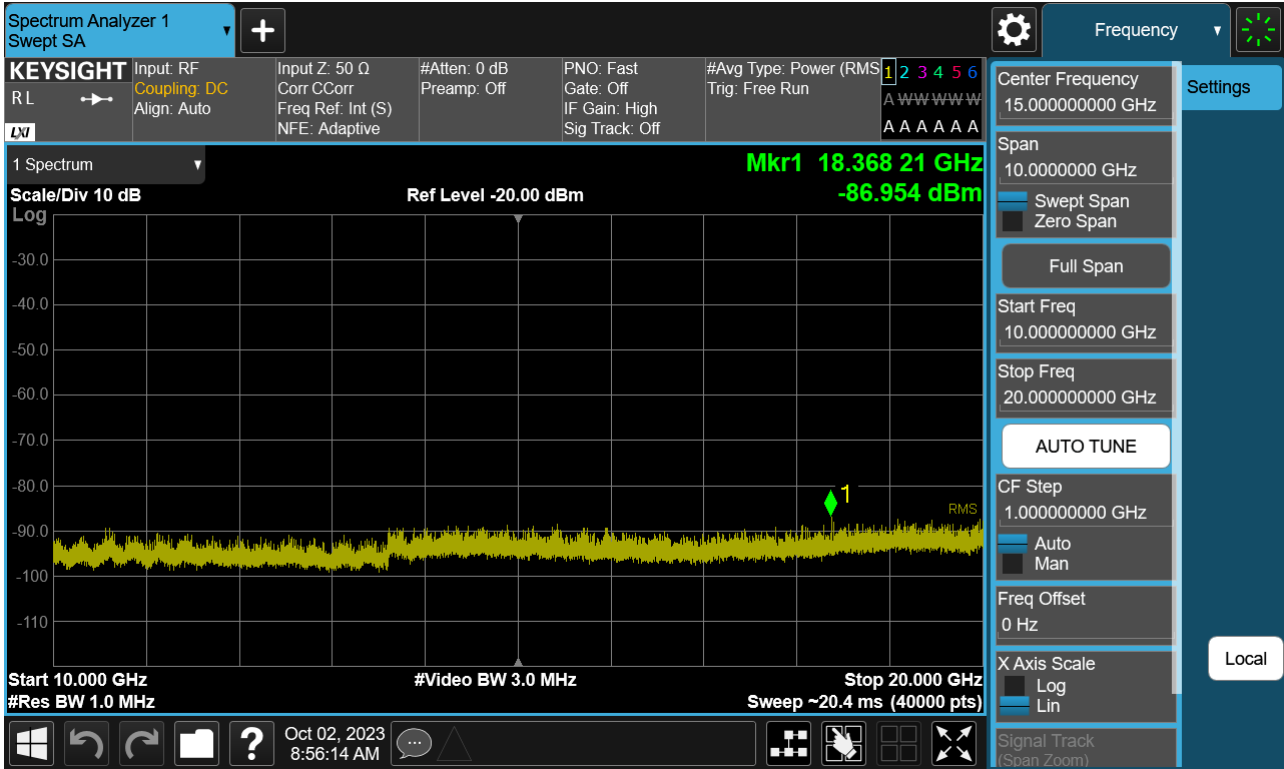 Spectrum Analyzer 1
Swept SA
Frequency
KEYSIGHT
R L
LXI
Input: RF
Coupling: DC
Align: Auto
Input Z: 50 Ω
Corr CCorr
Freq Ref: Int (S)
NFE: Adaptive
#Atten: 0 dB
Preamp: Off
PNO: Fast
Gate: Off
IF Gain: High
Sig Track: Off
#Avg Type: Power (RMS
Trig: Free Run
1 2 3 4 5 6
A W W W W W
A A A A A A
1 Spectrum
Mkr1 18.368 21 GHz
Scale/Div 10 dB
Ref Level -20.00 dBm
-86.954 dBm
Log
-30.0
-40.0
-50.0
-60.0
-70.0
-80.0
-90.0
-100
-110
1
RMS
Start 10.000 GHz
#Video BW 3.0 MHz
Stop 20.000 GHz
#Res BW 1.0 MHz
Sweep ~20.4 ms (40000 pts)
?
Oct 02, 2023
8:56:14 AM
Center Frequency
15.000000000 GHz
Settings
Span
10.0000000 GHz
Swept Span
Zero Span
Full Span
Start Freq
10.000000000 GHz
Stop Freq
20.000000000 GHz
AUTO TUNE
CF Step
1.000000000 GHz
Auto
Man
Freq Offset
0 Hz
X Axis Scale
Log
Lin
Local
Signal Track
(Span Zoom)